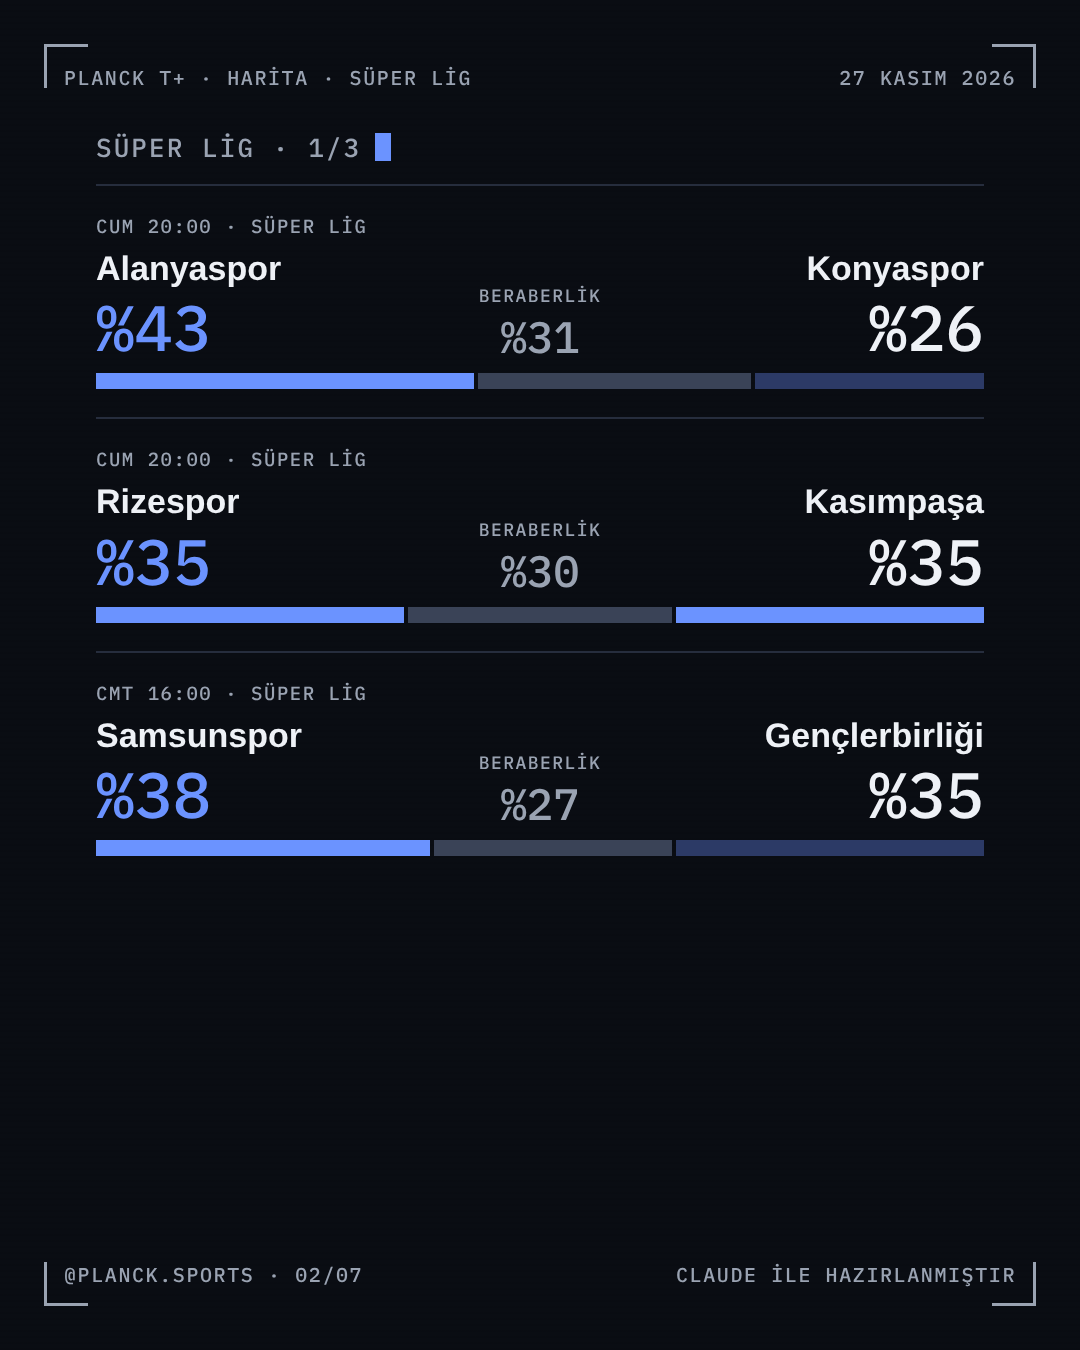 PLANCK T+ · HARİTA · SÜPER LİG
27 KASIM 2026
SÜPER LİG · 1/3
CUM 20:00 · SÜPER LİG
Alanyaspor
Konyaspor
BERABERLİK
%43
%31
%26
CUM 20:00 · SÜPER LİG
Rizespor
Kasımpaşa
BERABERLİK
%35
%30
%35
CMT 16:00 · SÜPER LİG
Samsunspor
Gençlerbirliği
BERABERLİK
%38
%27
%35
@PLANCK.SPORTS · 02/07
CLAUDE İLE HAZIRLANMIŞTIR